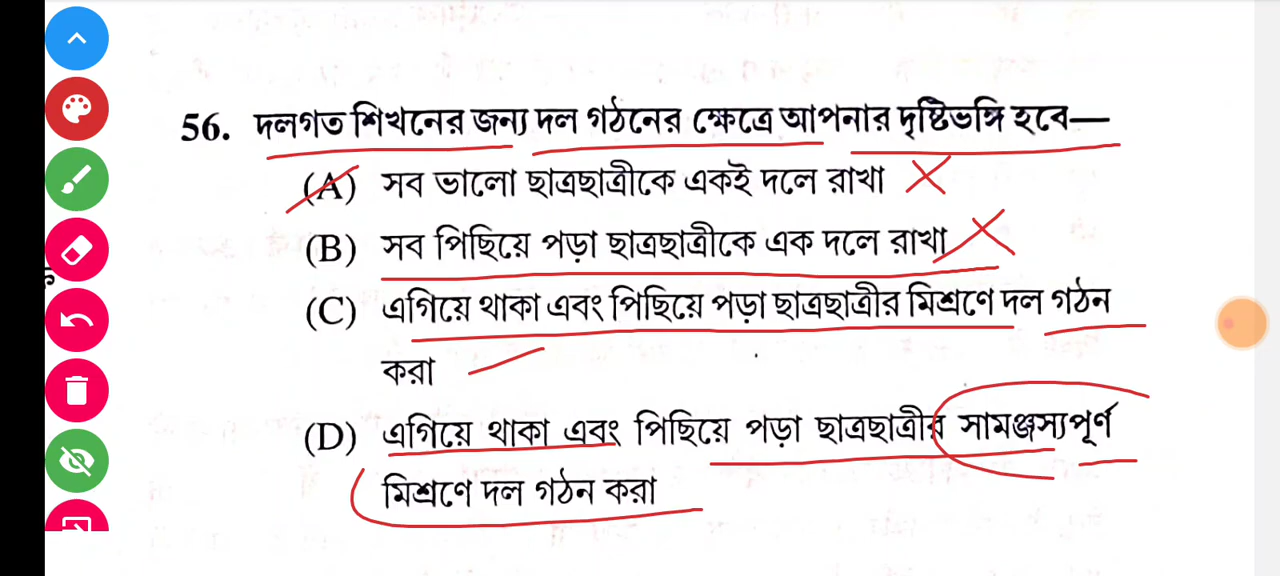 56. দলগত শিখনের জন্য দল গঠনের ক্ষেত্রে আপনার দৃষ্টিভঙ্গি হবে—
(A) সব ভালো ছাত্রছাত্রীকে একই দলে রাখা
(B) সব পিছিয়ে পড়া ছাত্রছাত্রীকে এক দলে রাখা
(C) এগিয়ে থাকা এবং পিছিয়ে পড়া ছাত্রছাত্রীর মিশ্রণে দল গঠন
করা
(D) এগিয়ে থাকা এবং পিছিয়ে পড়া ছাত্রছাত্রীর সামঞ্জস্যপূর্ণ
মিশ্রণে দল গঠন করা